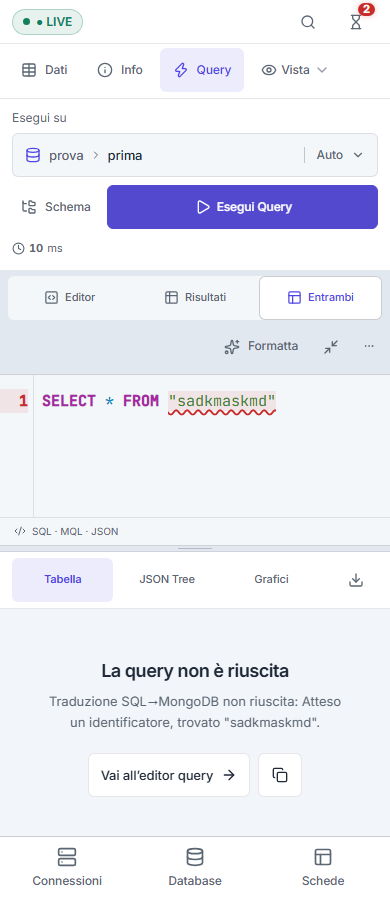 ● LIVE
2
Dati
Info
Query
Vista
Esegui su
prova > prima
Auto
Schema
Esegui Query
10 ms
Editor
Risultati
Entrambi
Formatta
...
1 SELECT * FROM "sadkmaskmd"
SQL · MQL · JSON
Tabella
JSON Tree
Grafici
La query non è riuscita
Traduzione SQL→MongoDB non riuscita: Atteso
un identificatore, trovato "sadkmaskmd".
Vai all'editor query →
Connessioni
Database
Schede